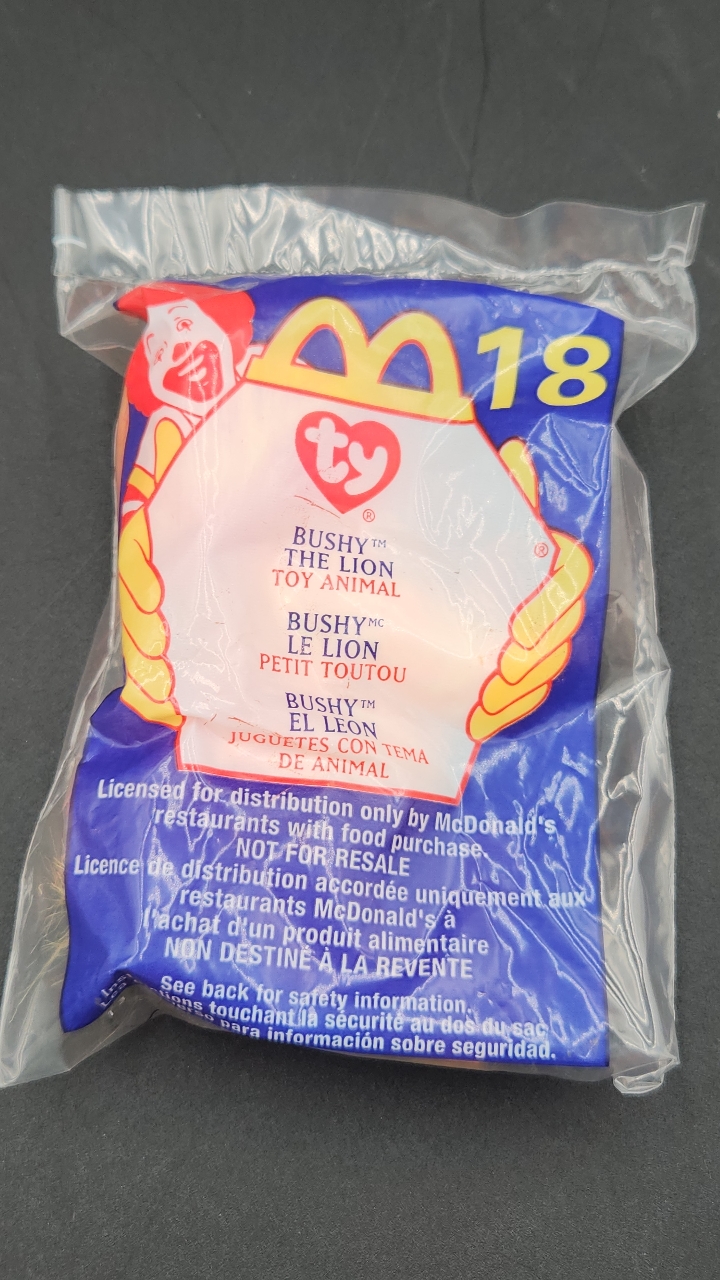 18
ty
®
BUSHY™
THE LION
TOY ANIMAL
®
BUSHYMC
LE LION
PETIT TOUTOU
BUSHY™
EL LEON
JUGUETES CON TEMA
DE ANIMAL
Licensed for distribution only by McDonald's
restaurants with food purchase.
NOT FOR RESALE
Licence de distribution accordée uniquement aux
restaurants McDonald's à
l'achat d'un produit alimentaire
NON DESTINÉ À LA REVENTE
See back for safety information.
touchant la sécurité au dos du sac
para información sobre seguridad.